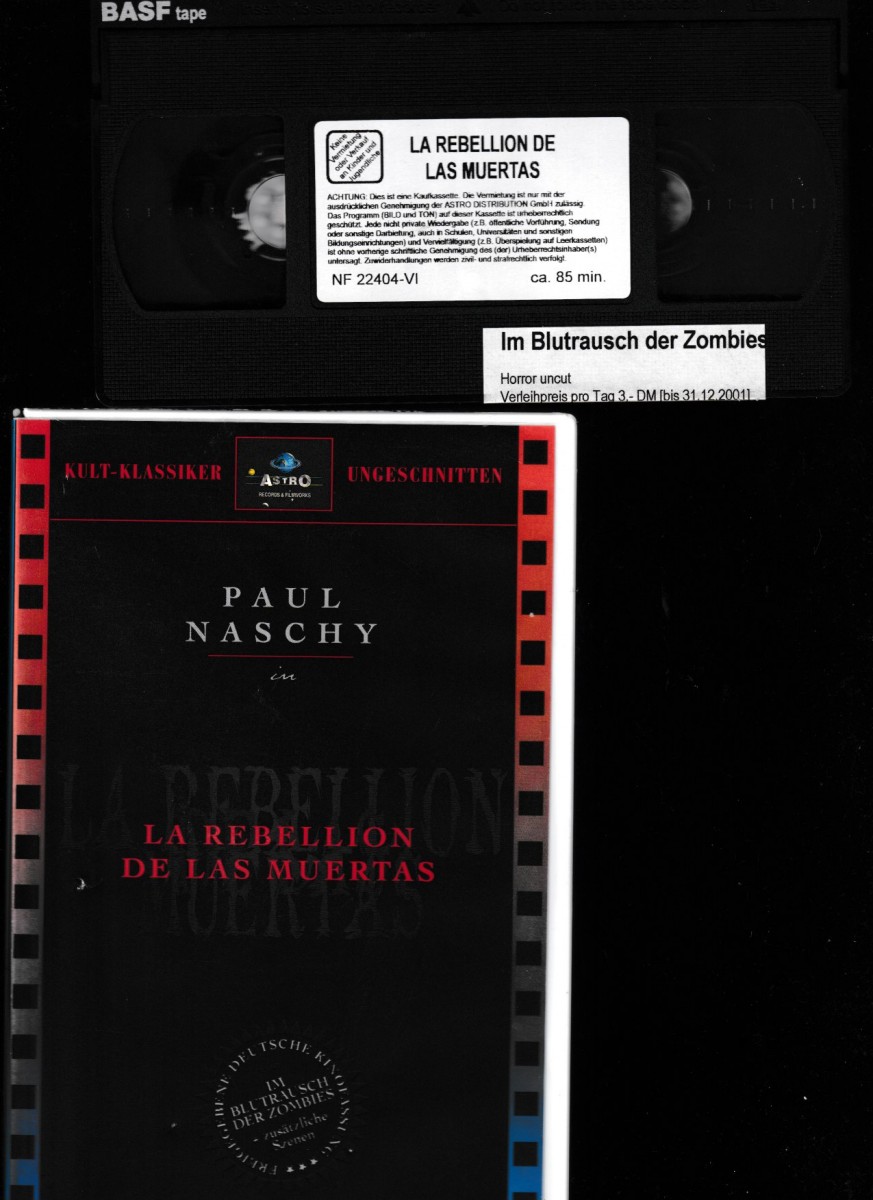 BASF tape
Keine
Vermietung
oder Verkauf
an Kinder und
Jugendliche
LA REBELLION DE
LAS MUERTAS
ACHTUNG: Dies ist eine Kaufkassette. Die Vermietung ist nur mit der
ausdrücklichen Genehmigung der ASTRO DISTRIBUTION GmbH zulässig.
Das Programm (BILD und TON) auf dieser Kassette ist urheberrechtlich
geschützt. Jede nicht private Wiedergabe (z.B. öffentliche Vorführung, Sendung
oder sonstige Darbietung, auch in Schulen, Universitäten und sonstigen
Bildungseinrichtungen) und Vervielfältigung (z.B. Überspielung auf Leerkassetten)
ist ohne vorherige schriftliche Genehmigung des (der) Urheberrechtsinhaber(s)
untersagt. Zuwiderhandlungen werden zivil- und strafrechtlich verfolgt.
NF 22404-VI ca. 85 min.
Im Blutrausch der Zombies
Horror uncut
Verleihpreis pro Tag 3,- DM [bis 31.12.2001]
KULT-KLASSIKER ASTRO UNGESCHNITTEN
RECORDS & FILMWORKS
PAUL
NASCHY
in
LA REBELLION
MUERTAS
LA REBELLION
DE LAS MUERTAS
FREIGEGEBENE DEUTSCHE KINOFASSUNG
IM
BLUTRAUSCH
DER ZOMBIES
- zusätzliche
Szenen